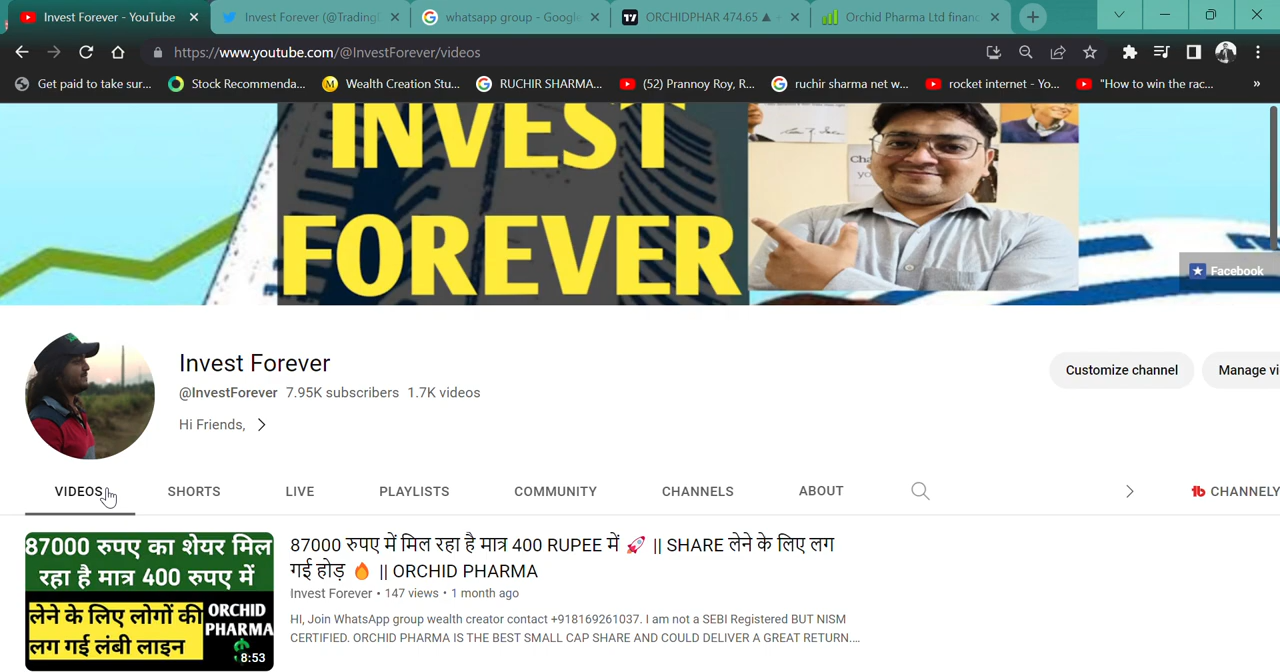 Invest Forever - YouTube
Invest Forever (@Trading
whatsapp group - Google
ORCHIDPHAR 474.65 ▲
Orchid Pharma Ltd financ
https://www.youtube.com/@InvestForever/videos
Get paid to take sur...
Stock Recommenda...
Wealth Creation Stu...
RUCHIR SHARMA...
(52) Prannoy Roy, R...
ruchir sharma net w...
rocket internet - Yo...
"How to win the rac...
INVEST
FOREVER
Facebook
Invest Forever
@InvestForever 7.95K subscribers 1.7K videos
Customize channel
Manage vi
Hi Friends,
VIDEOS
SHORTS
LIVE
PLAYLISTS
COMMUNITY
CHANNELS
ABOUT
CHANNELY
87000 रुपए का शेयर मिल
रहा है मात्र 400 रुपए में
लेने के लिए लोगों की
लग गई लंबी लाइन
ORCHID
PHARMA
8:53
87000 रुपए में मिल रहा है मात्र 400 RUPEE में 🚀 || SHARE लेने के लिए लग
गई होड़ 🔥 || ORCHID PHARMA
Invest Forever • 147 views • 1 month ago
HI, Join WhatsApp group wealth creator contact +918169261037. I am not a SEBI Registered BUT NISM
CERTIFIED. ORCHID PHARMA IS THE BEST SMALL CAP SHARE AND COULD DELIVER A GREAT RETURN....